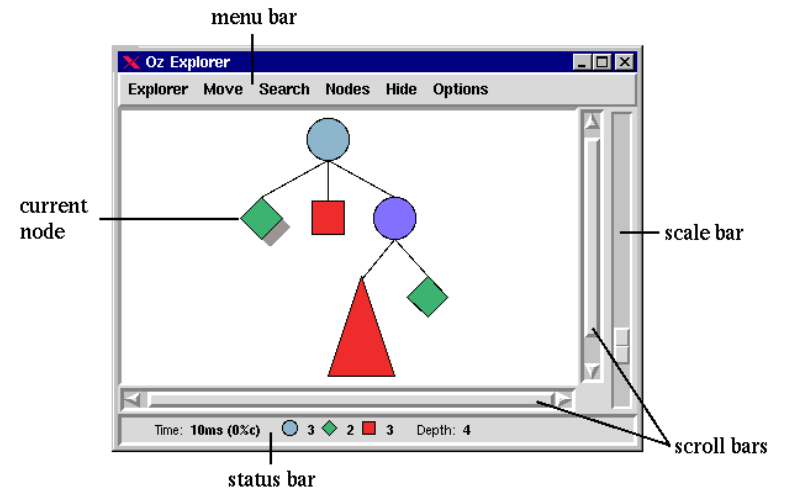 menu bar
Oz Explorer
Explorer Move Search Nodes Hide Options
current
node
scale bar
Time: 10ms (0%c) 3 2 3 Depth: 4
scroll bars
status bar